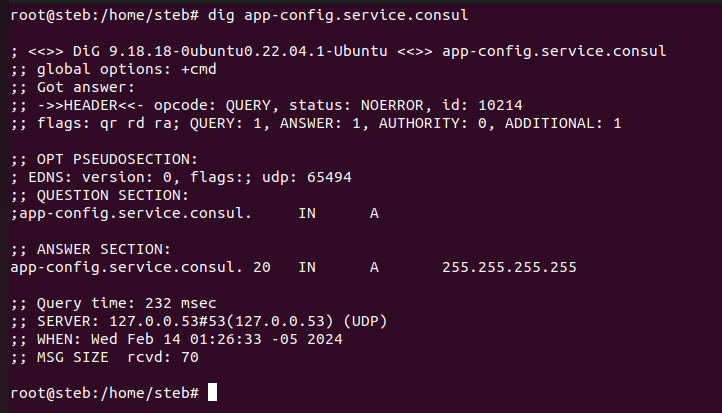 root@steb:/home/steb# dig app-config.service.consul
; <<>> DiG 9.18.18-0ubuntu0.22.04.1-Ubuntu <<>> app-config.service.consul
;; global options: +cmd
;; Got answer:
;; ->>HEADER<<- opcode: QUERY, status: NOERROR, id: 10214
;; flags: qr rd ra; QUERY: 1, ANSWER: 1, AUTHORITY: 0, ADDITIONAL: 1
;; OPT PSEUDOSECTION:
; EDNS: version: 0, flags:; udp: 65494
;; QUESTION SECTION:
;app-config.service.consul. IN A
;; ANSWER SECTION:
app-config.service.consul. 20 IN A 255.255.255.255
;; Query time: 232 msec
;; SERVER: 127.0.0.53#53(127.0.0.53) (UDP)
;; WHEN: Wed Feb 14 01:26:33 -05 2024
;; MSG SIZE rcvd: 70
root@steb:/home/steb#